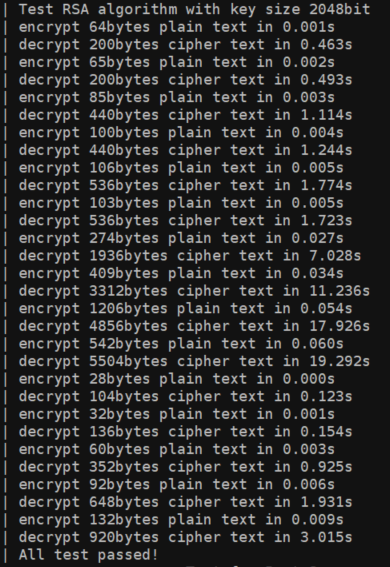 | Test RSA algorithm with key size 2048bit
| encrypt 64bytes plain text in 0.001s
| decrypt 200bytes cipher text in 0.463s
| encrypt 65bytes plain text in 0.002s
| decrypt 200bytes cipher text in 0.493s
| encrypt 85bytes plain text in 0.003s
| decrypt 440bytes cipher text in 1.114s
| encrypt 100bytes plain text in 0.004s
| decrypt 440bytes cipher text in 1.244s
| encrypt 106bytes plain text in 0.005s
| decrypt 536bytes cipher text in 1.774s
| encrypt 103bytes plain text in 0.005s
| decrypt 536bytes cipher text in 1.723s
| encrypt 274bytes plain text in 0.027s
| decrypt 1936bytes cipher text in 7.028s
| encrypt 409bytes plain text in 0.034s
| decrypt 3312bytes cipher text in 11.236s
| encrypt 1206bytes plain text in 0.054s
| decrypt 4856bytes cipher text in 17.926s
| encrypt 542bytes plain text in 0.060s
| decrypt 5504bytes cipher text in 19.292s
| encrypt 28bytes plain text in 0.000s
| decrypt 104bytes cipher text in 0.123s
| encrypt 32bytes plain text in 0.001s
| decrypt 136bytes cipher text in 0.154s
| encrypt 60bytes plain text in 0.003s
| decrypt 352bytes cipher text in 0.925s
| encrypt 92bytes plain text in 0.006s
| decrypt 648bytes cipher text in 1.931s
| encrypt 132bytes plain text in 0.009s
| decrypt 920bytes cipher text in 3.015s
| All test passed!